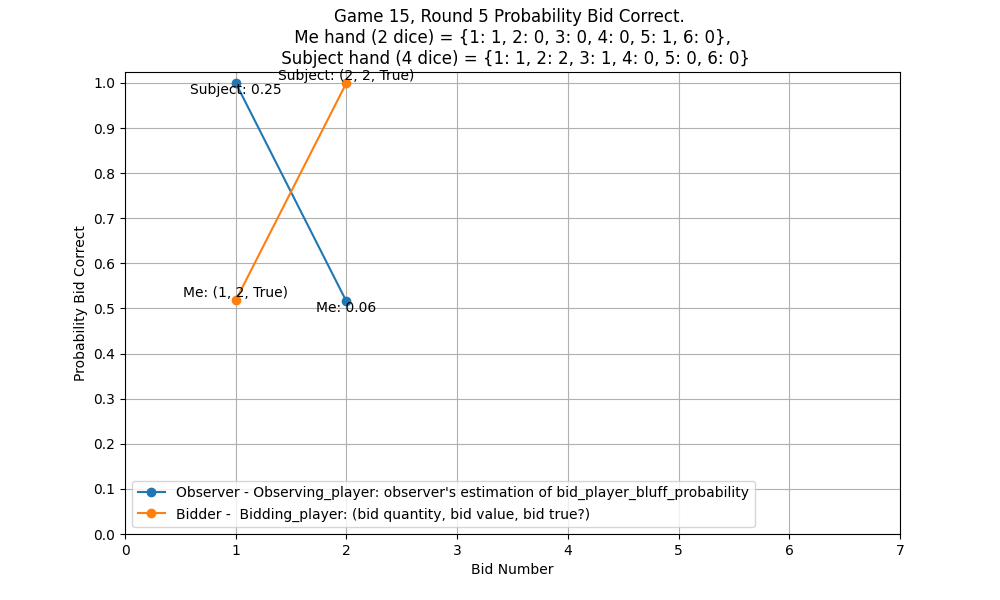 Game 15, Round 5 Probability Bid Correct.
Me hand (2 dice) = {1: 1, 2: 0, 3: 0, 4: 0, 5: 1, 6: 0},
Subject hand (4 dice) = {1: 1, 2: 2, 3: 1, 4: 0, 5: 0, 6: 0}
Subject: (2, 2, True)
Subject: 0.25
Me: (1, 2, True)
Me: 0.06
Probability Bid Correct
1.0
0.9
0.8
0.7
0.6
0.5
0.4
0.3
0.2
0.1
0.0
Observer - Observing_player: observer's estimation of bid_player_bluff_probability
Bidder -  Bidding_player: (bid quantity, bid value, bid true?)
0 1 2 3 4 5 6 7
Bid Number